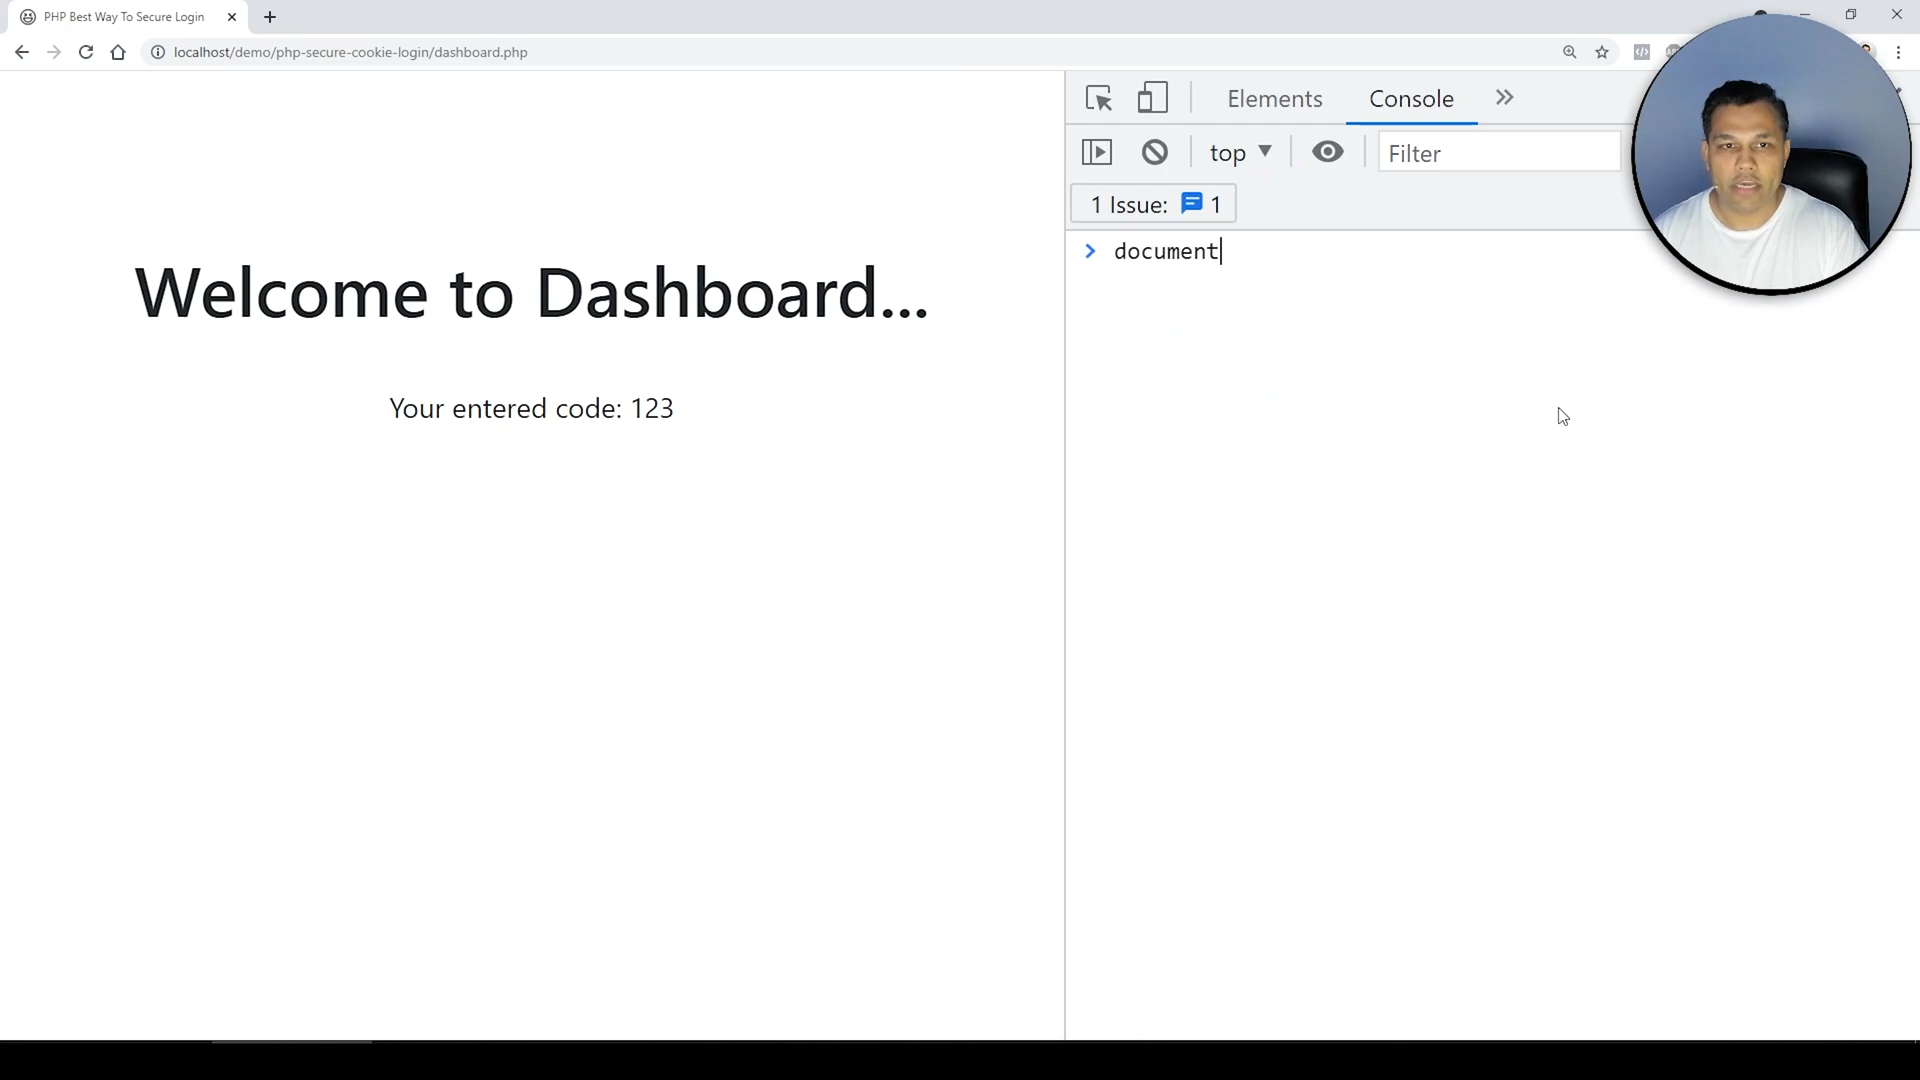 PHP Best Way To Secure Login
localhost/demo/php-secure-cookie-login/dashboard.php
Elements
Console
top
Filter
1 Issue: 1
document
Welcome to Dashboard...
Your entered code: 123